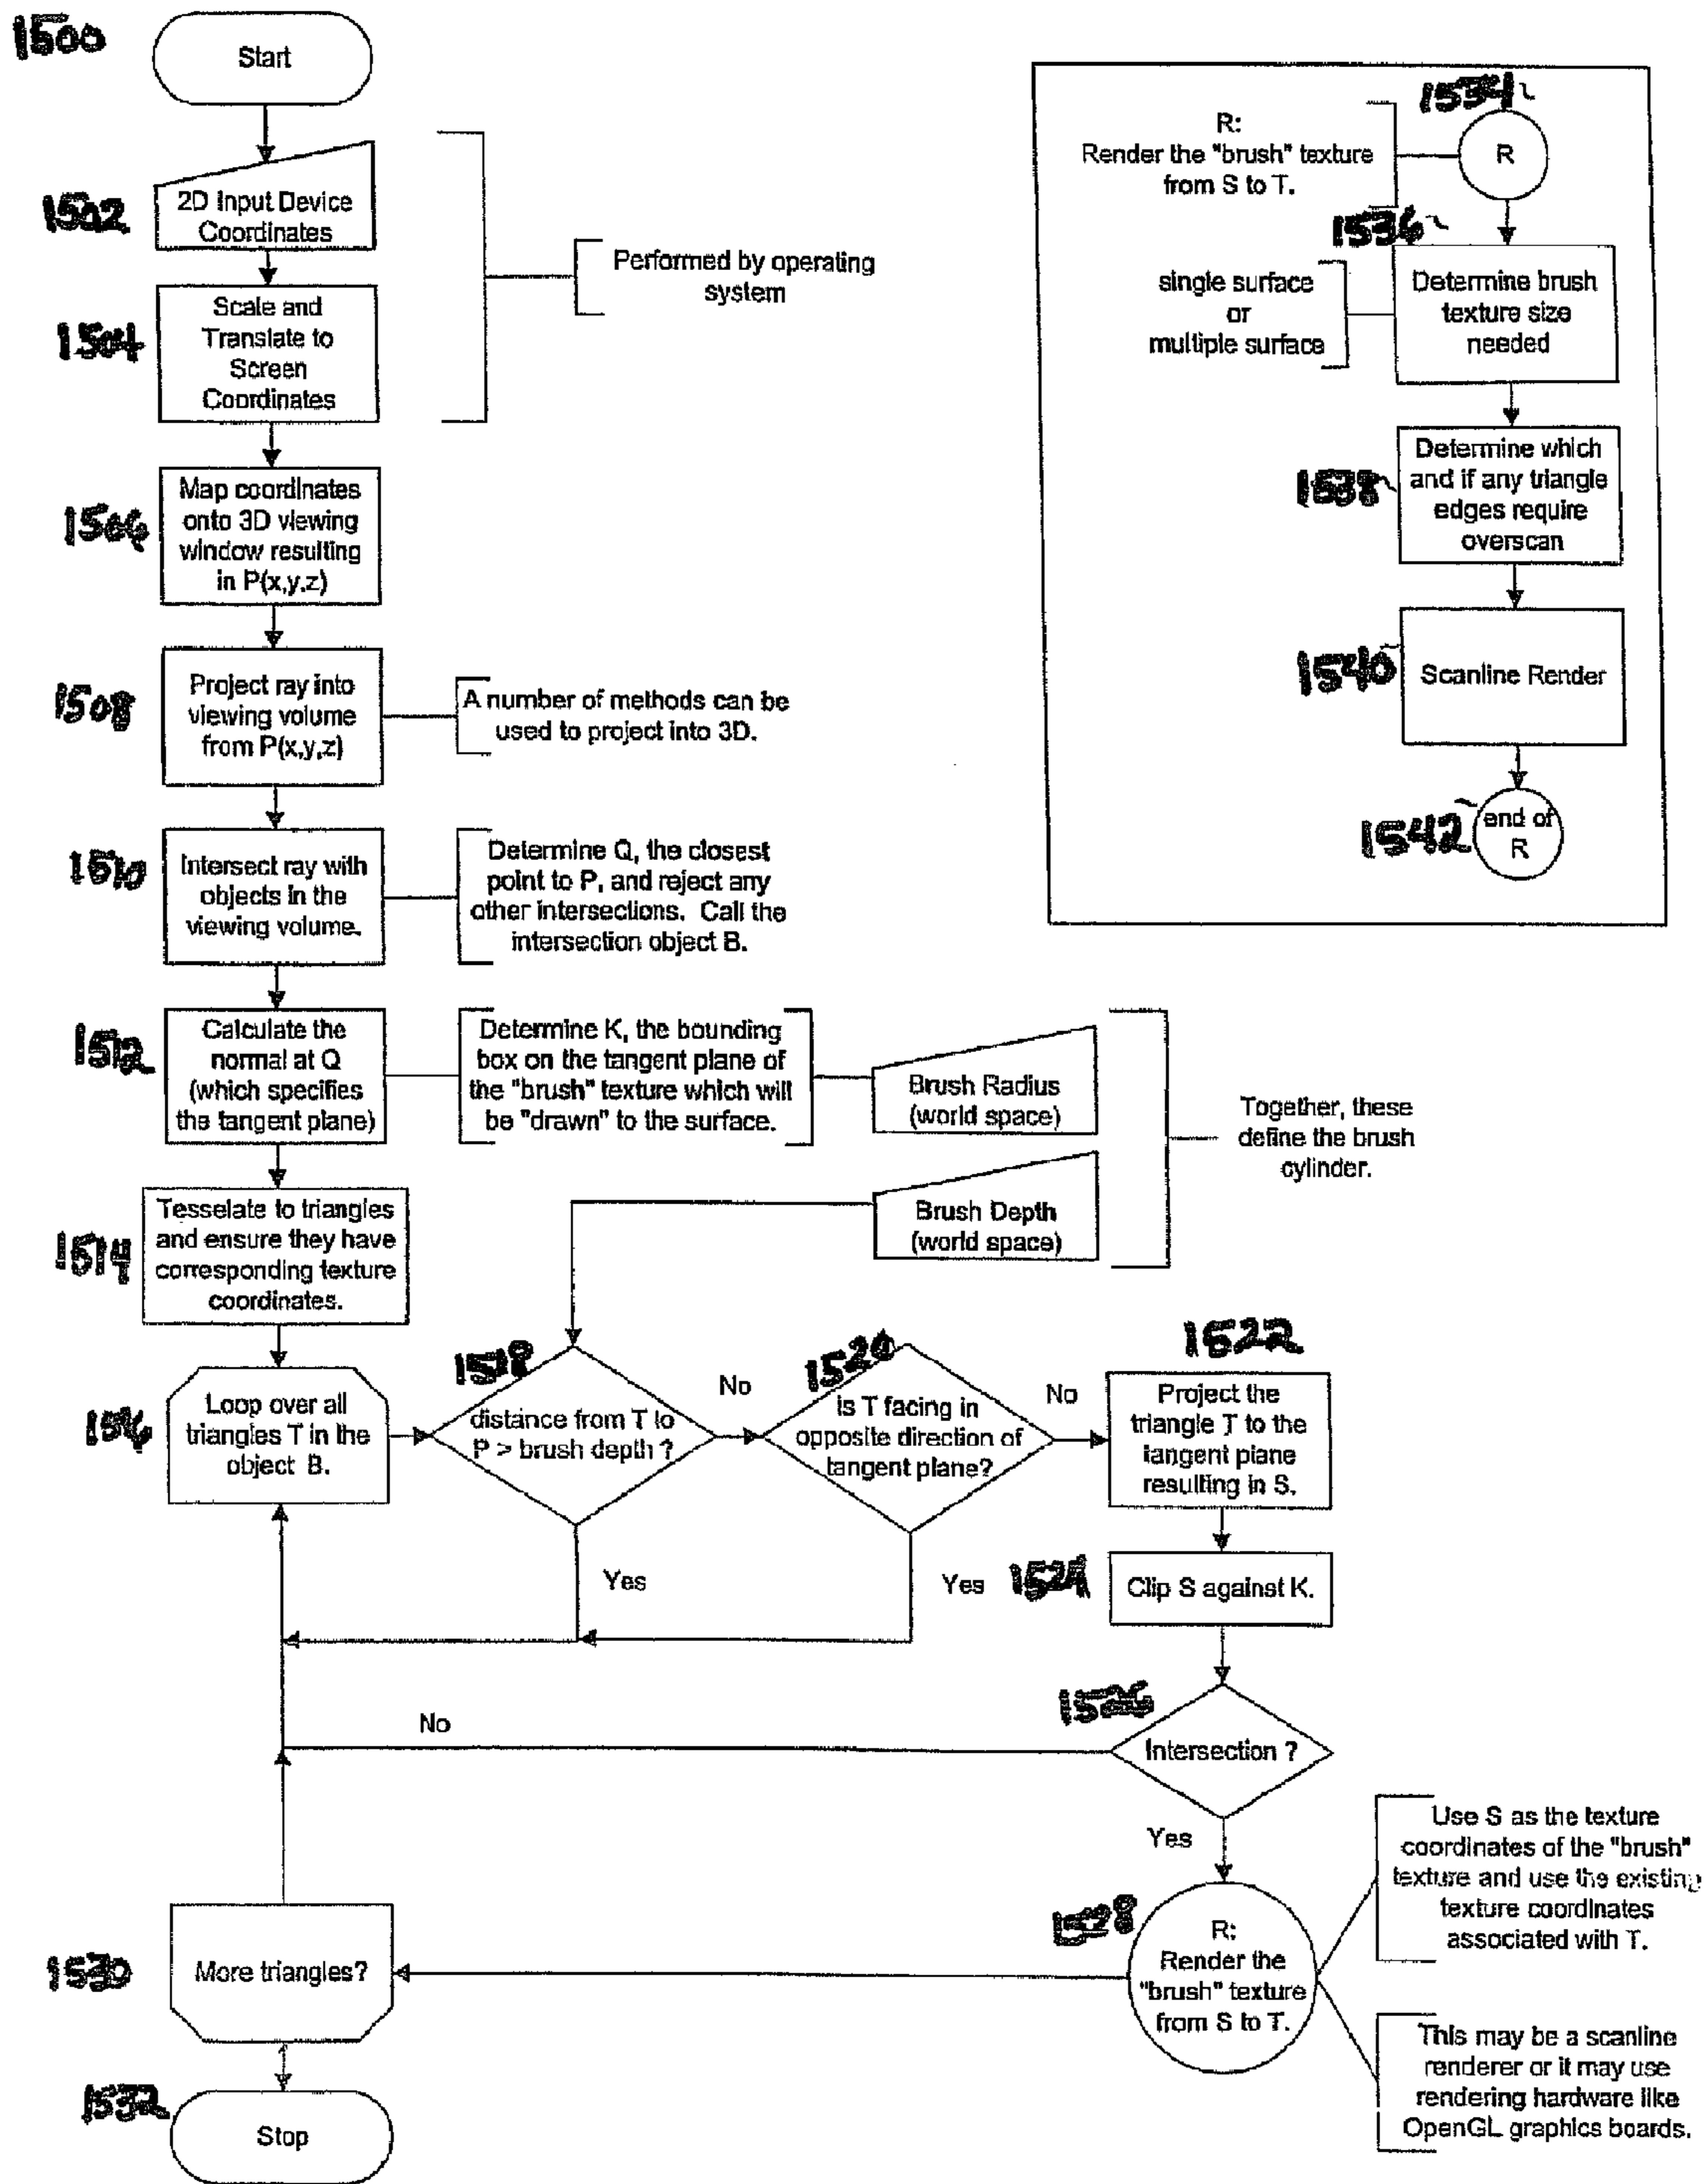 1500
Start
1502
2D Input Device
Coordinates
1504
Scale and
Translate to
Screen
Coordinates
Performed by operating
system
1506
Map coordinates
onto 3D viewing
window resulting
in P(x,y,z)
1508
Project ray into
viewing volume
from P(x,y,z)
A number of methods can be
used to project into 3D.
1510
Intersect ray with
objects in the
viewing volume.
Determine Q, the closest
point to P, and reject any
other intersections. Call the
intersection object B.
1512
Calculate the
normal at Q
(which specifies
the tangent plane)
Determine K, the bounding
box on the tangent plane of
the "brush" texture which will
be "drawn" to the surface.
Brush Radius
(world space)
Brush Depth
(world space)
Together, these
define the brush
cylinder.
1514
Tesselate to triangles
and ensure they have
corresponding texture
coordinates.
1516
Loop over all
triangles T in the
object B.
1518
distance from T to
P > brush depth ?
No
Yes
1520
Is T facing in
opposite direction of
tangent plane?
No
Yes
1522
Project the
triangle T to the
tangent plane
resulting in S.
1524
Clip S against K.
1526
Intersection ?
No
Yes
1528
R:
Render the
"brush" texture
from S to T.
Use S as the texture
coordinates of the "brush"
texture and use the existing
texture coordinates
associated with T.
This may be a scanline
renderer or it may use
rendering hardware like
OpenGL graphics boards.
1530
More triangles?
1532
Stop
1534
R:
Render the "brush" texture
from S to T.
R
1536
single surface
or
multiple surface
Determine brush
texture size
needed
1538
Determine which
and if any triangle
edges require
overscan
1540
Scanline Render
1542
end of
R